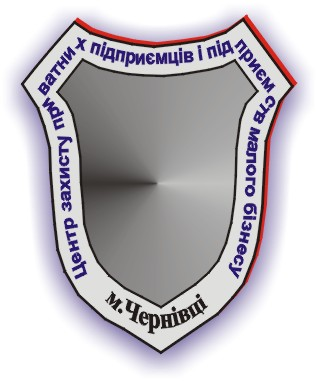 Центр захисту приватних підприємців і підприємств малого бізнесу
м.Чернівці